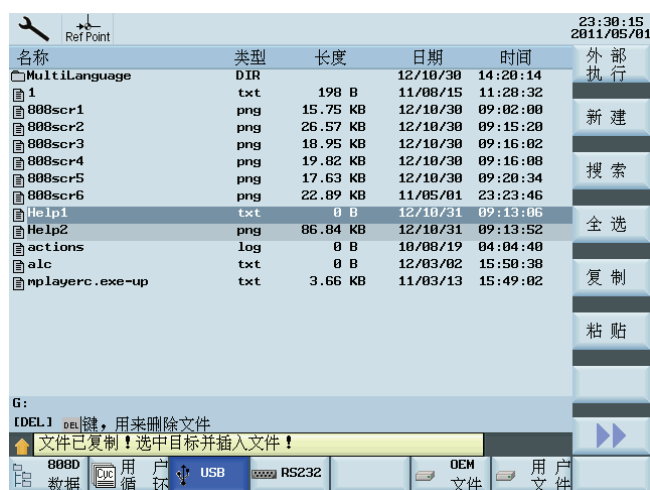 Ref Point
23:30:15
2011/05/01
名称 类型 长度 日期 时间
MultiLanguage DIR 12/10/30 14:20:14
1 txt 198 B 11/08/15 11:28:32
808scr1 png 15.75 KB 12/10/30 09:02:00
808scr2 png 26.57 KB 12/10/30 09:15:20
808scr3 png 18.95 KB 12/10/30 09:16:02
808scr4 png 19.82 KB 12/10/30 09:16:08
808scr5 png 17.63 KB 12/10/30 09:20:34
808scr6 png 22.89 KB 11/05/01 23:23:46
Help1 txt 0 B 12/10/31 09:13:06
Help2 png 86.84 KB 12/10/31 09:13:52
actions log 0 B 10/08/19 04:04:40
alc txt 0 B 12/03/02 15:50:38
mplayerc.exe-up txt 3.66 KB 11/03/13 15:49:02
外部
执行
新建
搜索
全选
复制
粘贴
G:
[DEL] DEL键，用来删除文件
文件已复制！选中目标并插入文件！
808D
数据
Cyc
用户
循环
USB
RS232
OEM
文件
用户
文件